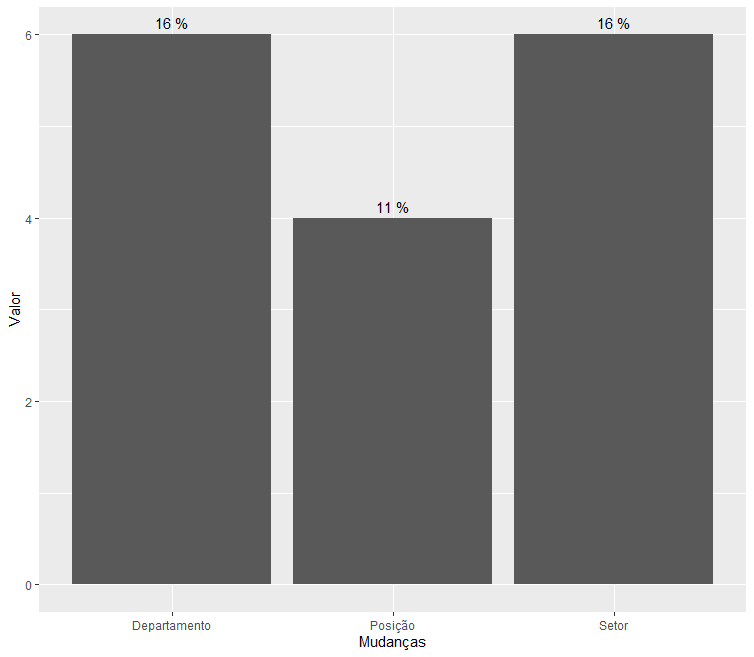 16 %
16 %
11 %
Valor
6
4
2
0
Departamento
Posição
Setor
Mudanças